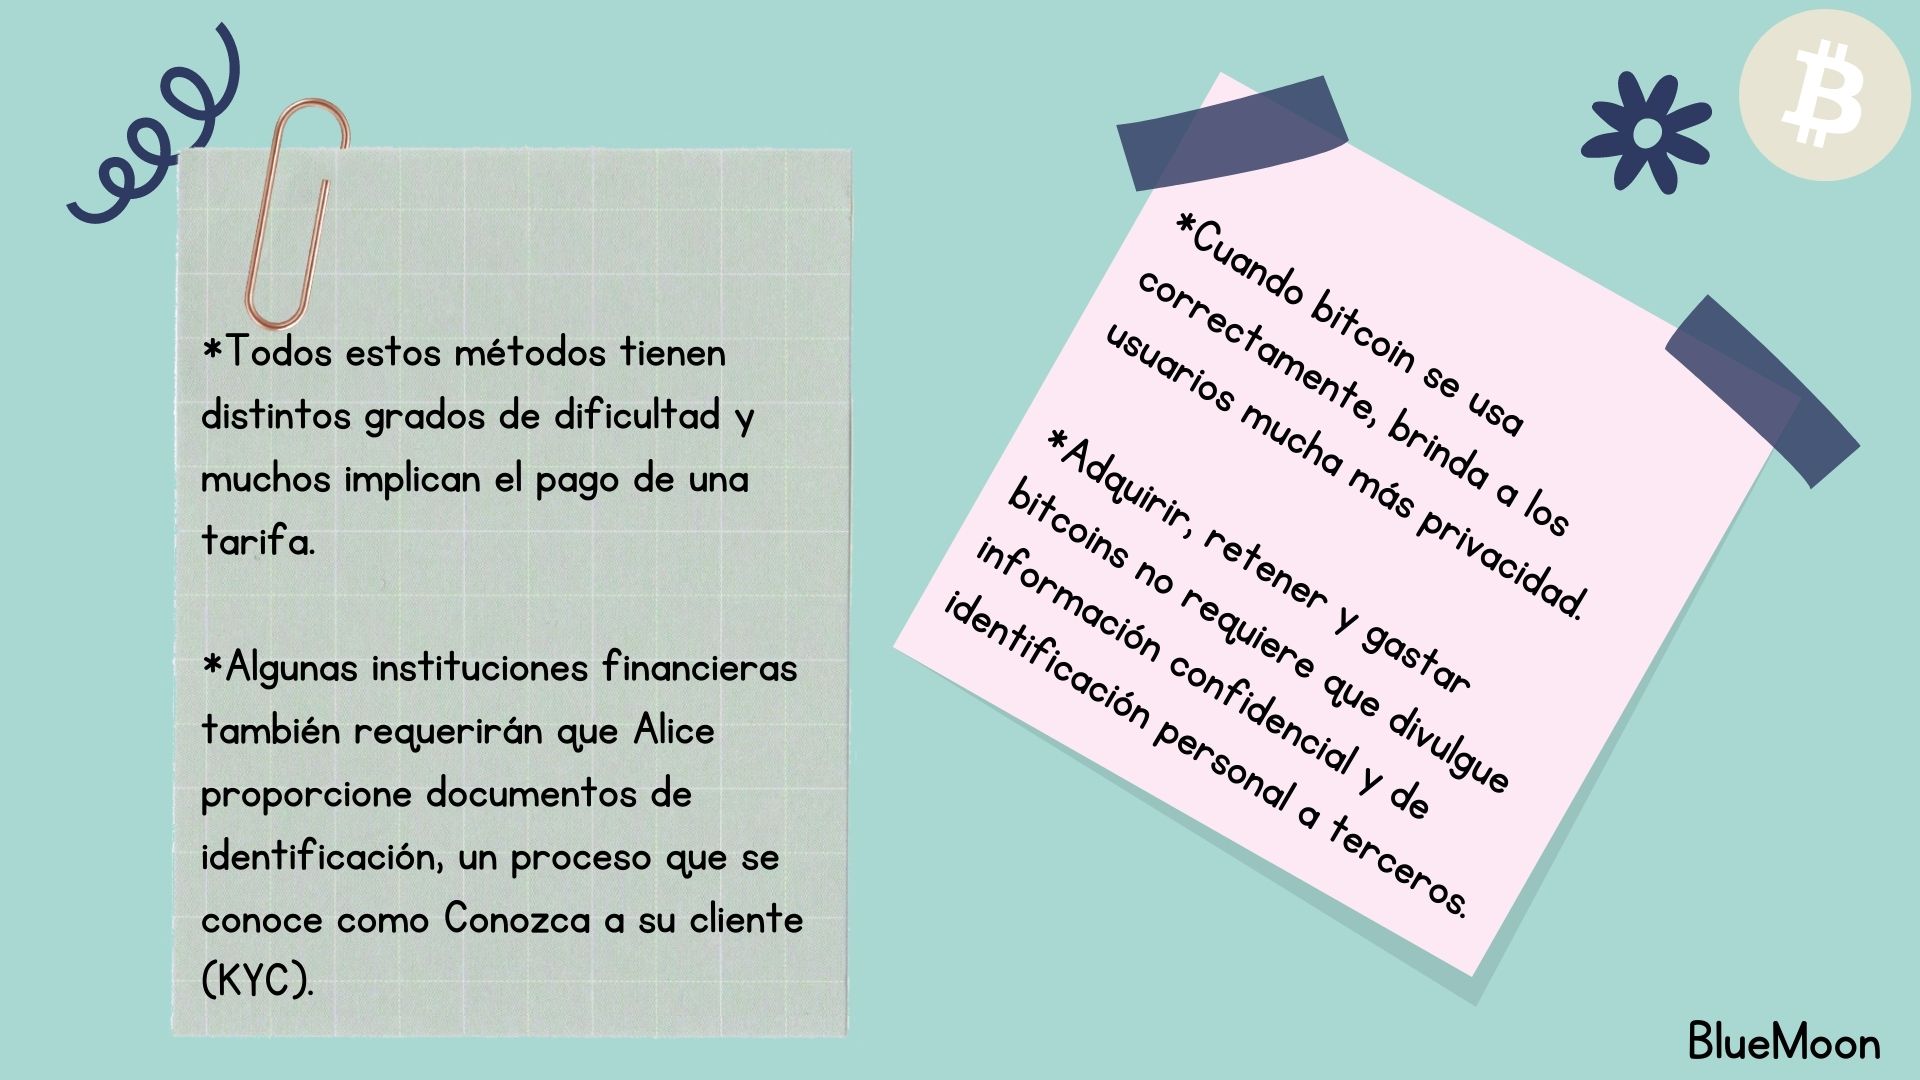 *Todos estos métodos tienen
distintos grados de dificultad y
muchos implican el pago de una
tarifa.
*Algunas instituciones financieras
también requerirán que Alice
proporcione documentos de
identificación, un proceso que se
conoce como Conozca a su cliente
(KYC).
*Cuando bitcoin se usa
correctamente, brinda a los
usuarios mucha más privacidad.
*Adquirir, retener y gastar
bitcoins no requiere que divulgue
información confidencial y de
identificación personal a terceros.
BlueMoon